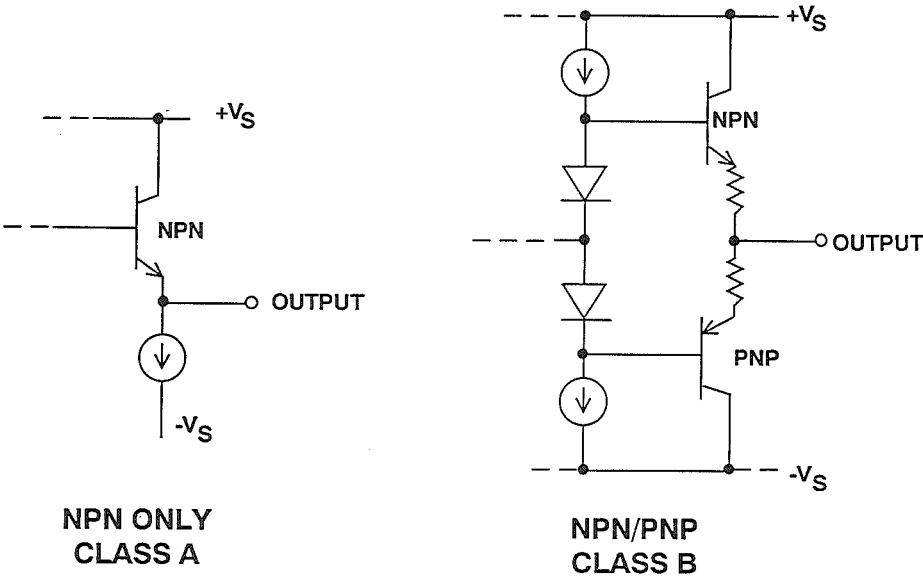 +VS
NPN
OUTPUT
-VS
NPN ONLY
CLASS A
+VS
NPN
OUTPUT
PNP
-VS
NPN/PNP
CLASS B